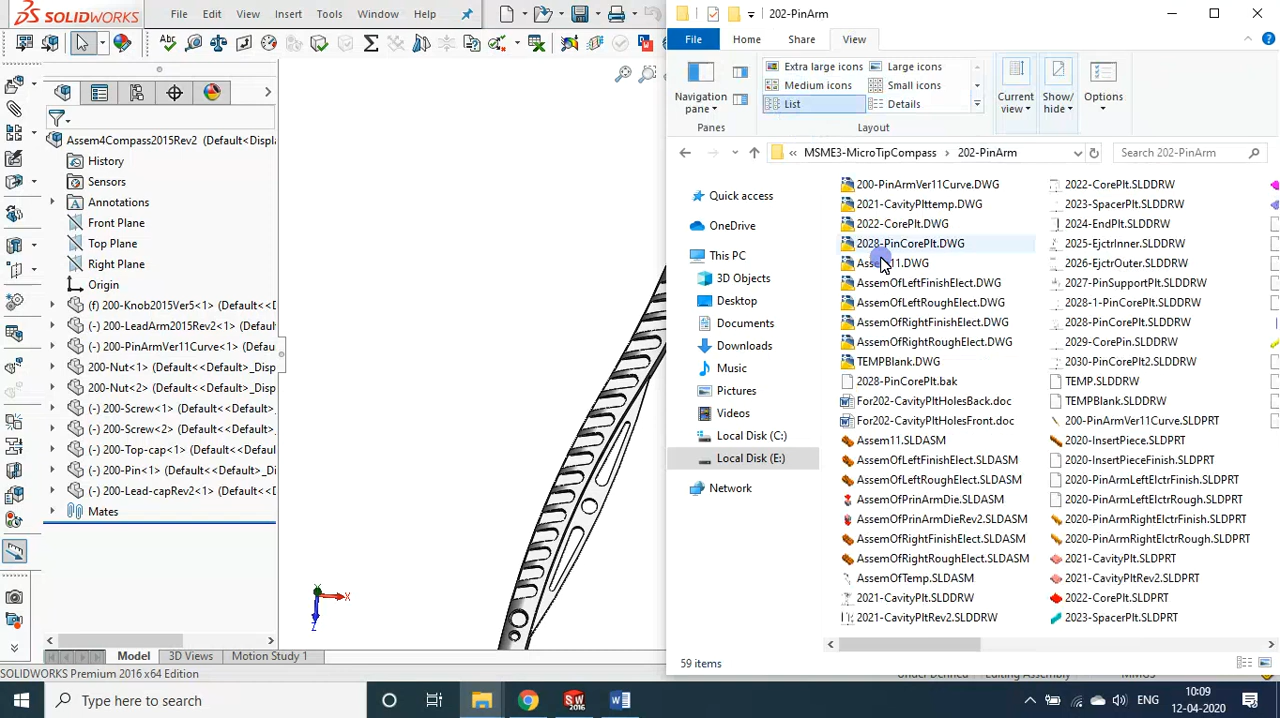 SOLIDWORKS
File Edit View Insert Tools Window Help
Assem4Compass2015Rev2 (Default<Displ
History
Sensors
Annotations
Front Plane
Top Plane
Right Plane
Origin
(f) 200-Knob2015Ver5<1> (Default<
(-) 200-LeadArm2015Rev2<1> (Defaul
(-) 200-PinArmVer11Curve<1> (Defau
200-Nut<1> (Default<<Default>_Disp
200-Nut<2> (Default<<Default>_Disp
(-) 200-Screw<1> (Default<<Default>
(-) 200-Screw<2> (Default<<Default>
(-) 200-Top-cap<1> (Default<<Defau
(-) 200-Pin<1> (Default<<Default>_Di
(-) 200-Lead-capRev2<1> (Default<<
Mates
X
X
Z
Model 3D Views Motion Study 1
SOLIDWORKS Premium 2016 x64 Edition
Under Defined Editing Assembly MMGS
202-PinArm
File Home Share View
Navigation pane
Panes
Extra large icons Large icons
Medium icons Small icons
List Details
Layout
Current view
Show/ hide
Options
« MSME3-MicroTipCompass › 202-PinArm
Search 202-PinArm
Quick access
OneDrive
This PC
3D Objects
Desktop
Documents
Downloads
Music
Pictures
Videos
Local Disk (C:)
Local Disk (E:)
Network
200-PinArmVer11Curve.DWG
2021-CavityPlttemp.DWG
2022-CorePlt.DWG
2028-PinCorePlt.DWG
Assem11.DWG
AssemOfLeftFinishElect.DWG
AssemOfLeftRoughElect.DWG
AssemOfRightFinishElect.DWG
AssemOfRightRoughElect.DWG
TEMPBlank.DWG
2028-PinCorePlt.bak
For202-CavityPltHolesBack.doc
For202-CavityPltHolesFront.doc
Assem11.SLDASM
AssemOfLeftFinishElect.SLDASM
AssemOfLeftRoughElect.SLDASM
AssemOfPrinArmDie.SLDASM
AssemOfPrinArmDieRev2.SLDASM
AssemOfRightFinishElect.SLDASM
AssemOfRightRoughElect.SLDASM
AssemOfTemp.SLDASM
2021-CavityPlt.SLDDRW
2021-CavityPltRev2.SLDDRW
2022-CorePlt.SLDDRW
2023-SpacerPlt.SLDDRW
2024-EndPlt.SLDDRW
2025-EjctrInner.SLDDRW
2026-EjctrOuter.SLDDRW
2027-PinSupportPlt.SLDDRW
2028-1-PinCorePlt.SLDDRW
2028-PinCorePlt.SLDDRW
2029-CorePin.SLDDRW
2030-PinCorePlt2.SLDDRW
TEMP.SLDDRW
TEMPBlank.SLDDRW
200-PinArmVer11Curve.SLDPRT
2020-InsertPiece.SLDPRT
2020-InsertPieceFinish.SLDPRT
2020-PinArmLeftElctrFinish.SLDPRT
2020-PinArmLeftElctrRough.SLDPRT
2020-PinArmRightElctrFinish.SLDPRT
2020-PinArmRightElctrRough.SLDPRT
2021-CavityPlt.SLDPRT
2021-CavityPltRev2.SLDPRT
2022-CorePlt.SLDPRT
2023-SpacerPlt.SLDPRT
59 items
Type here to search
ENG
10:09
12-04-2020